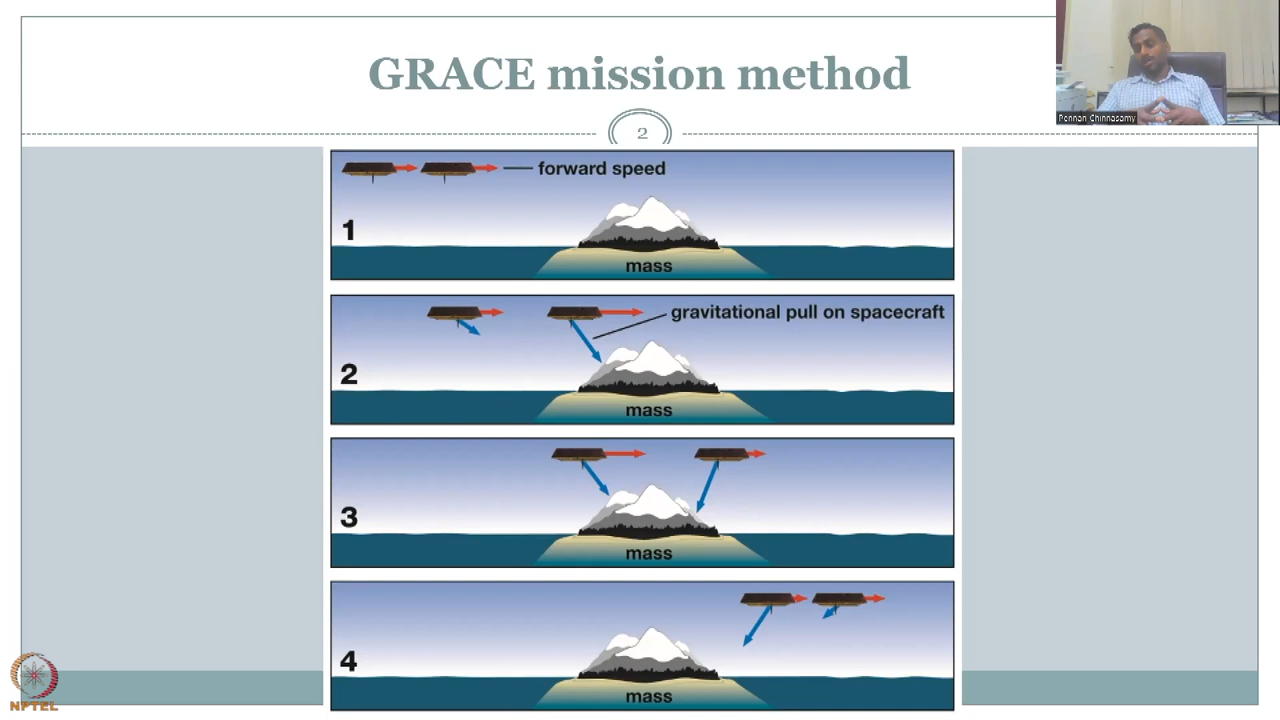 GRACE mission method
Pennan Chinnasamy
2
forward speed
1
mass
gravitational pull on spacecraft
2
mass
3
mass
4
mass
NPTEL